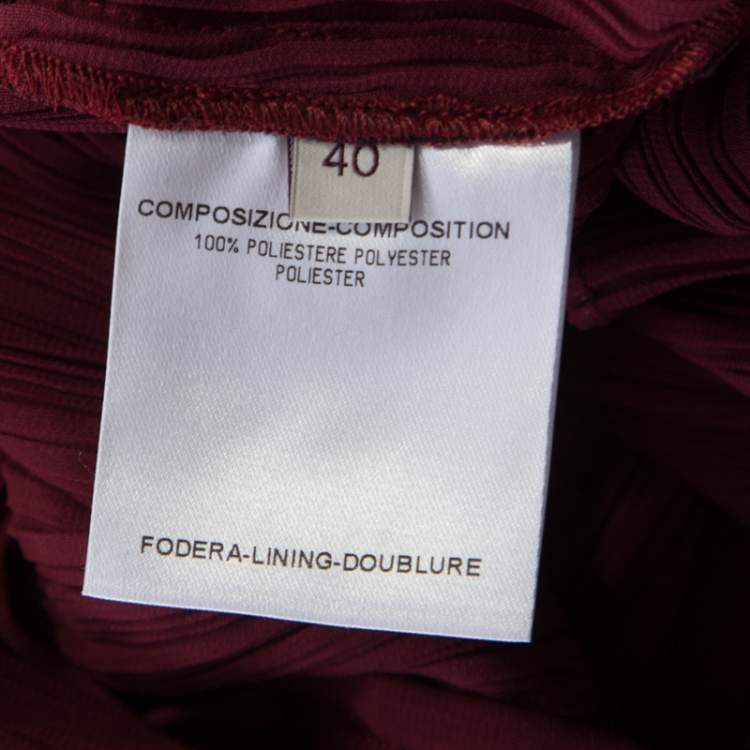 40
COMPOSIZIONE-COMPOSITION
100% POLIESTERE POLYESTER
POLIESTER
FODERA-LINING-DOUBLURE